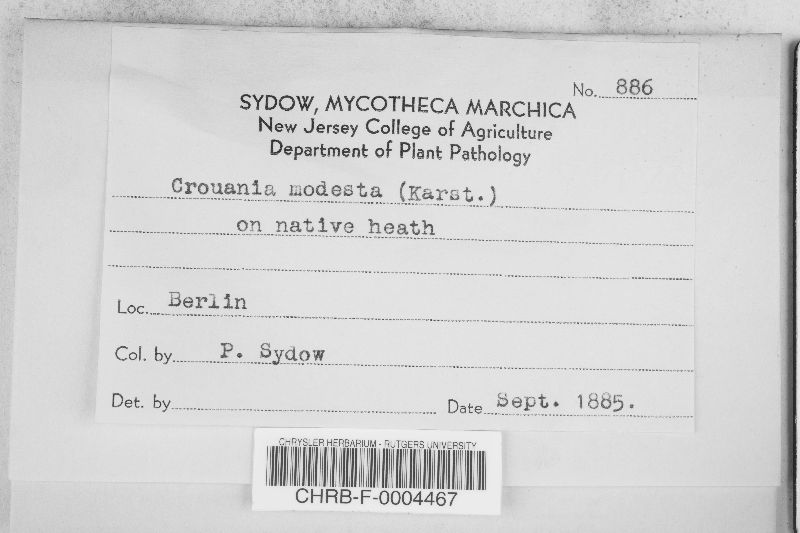 No. 886
SYDOW, MYCOTHECA MARCHICA
New Jersey College of Agriculture
Department of Plant Pathology
Crouania modesta (Karst.)
on native heath
Loc. Berlin
Col. by P. Sydow
Det. by Date Sept. 1885.
CHRYSLER HERBARIUM - RUTGERS UNIVERSITY
CHRB-F-0004467